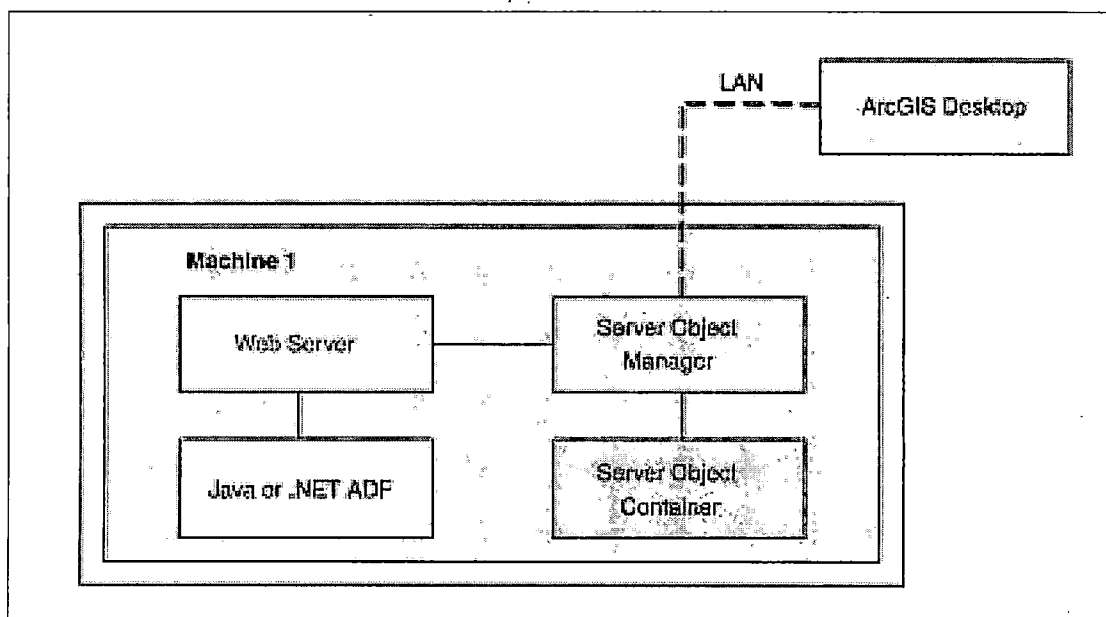 LAN
ArcGIS Desktop
Machine 1
Web Server
Server Object
Manager
Java or .NET ADF
Server Object
Container